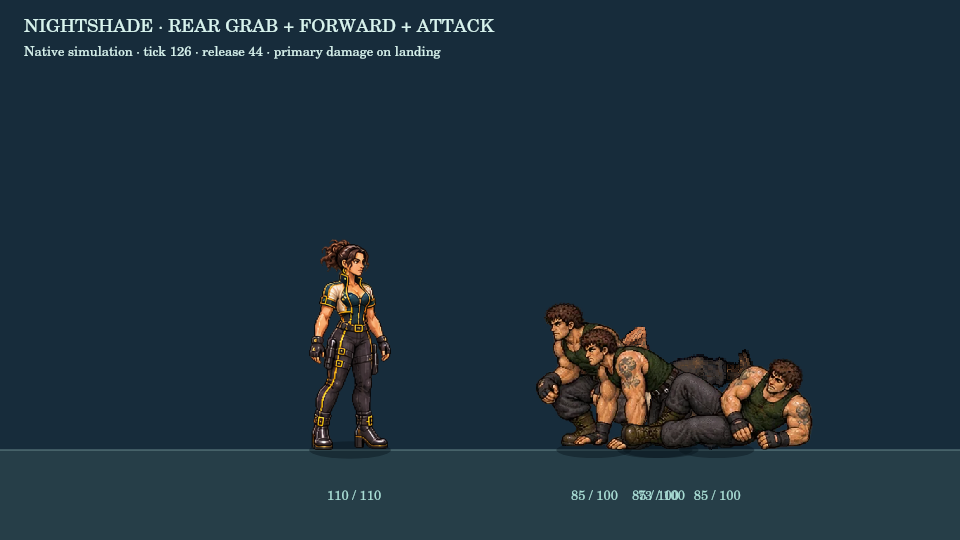 NIGHTSHADE · REAR GRAB + FORWARD + ATTACK
Native simulation · tick 126 · release 44 · primary damage on landing
110 / 110 85 / 100 85 / 100